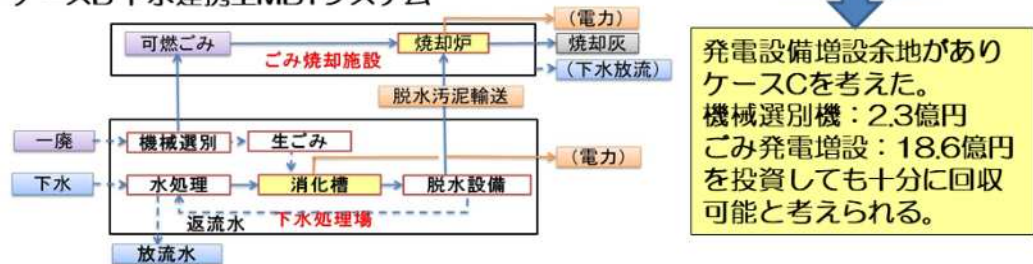 ケースB 下水連携型MBTシステム
(電力)
可燃ごみ
焼却炉
焼却灰
ごみ焼却施設
(下水放流)
脱水汚泥輸送
一廃
機械選別
生ごみ
(電力)
下水
水処理
消化槽
脱水設備
返流水
下水処理場
放流水
発電設備増設余地があり
ケースCを考えた。
機械選別機：2.3億円
ごみ発電増設：18.6億円
を投資しても十分に回収
可能と考えられる。